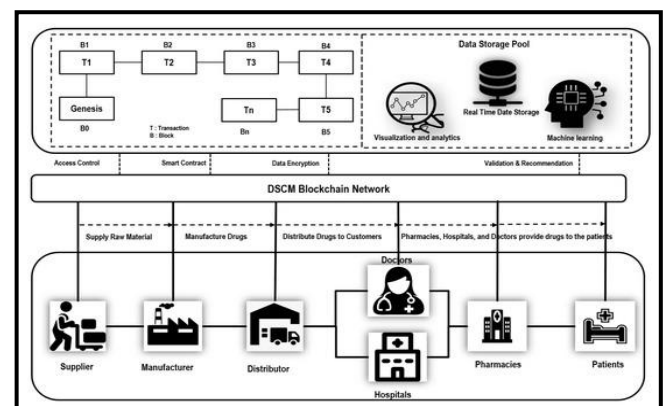 B1 B2 B3 B4
T1 T2 T3 T4
Data Storage Pool
Genesis Tn T5
B0 Bn B5
T : Transaction
B : Block
Real Time Date Storage
Visualization and analytics
Machine learning
Access Control Smart Contract Data Encryption Validation & Recommendation
DSCM Blockchain Network
Supply Raw Material Manufacture Drugs Distribute Drugs to Customers Pharmacies, Hospitals, and Doctors provide drugs to the patients
Doctors
Supplier Manufacturer Distributor Pharmacies Patients
Hospitals